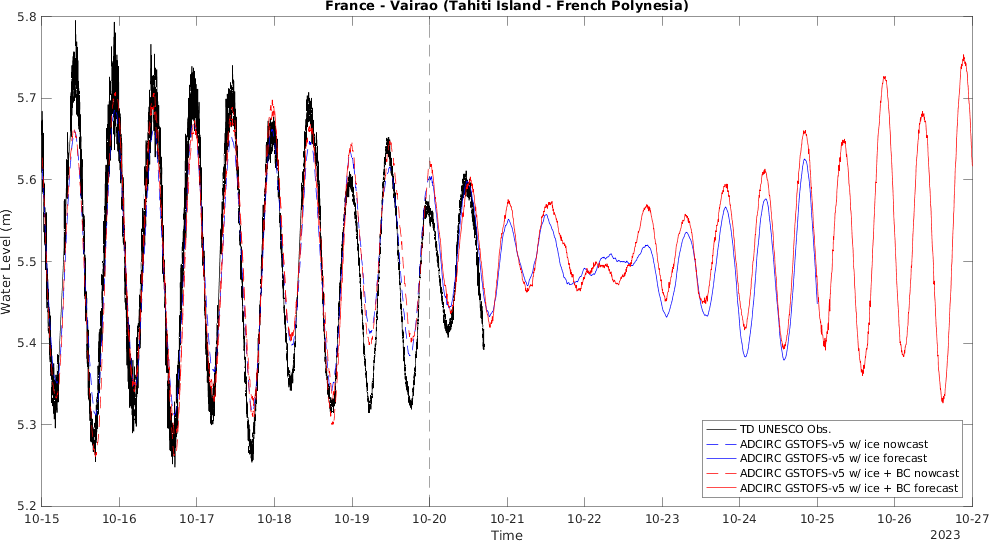 France - Vairao (Tahiti Island - French Polynesia)
5.8
5.7
5.6
5.5
5.4
5.3
5.2
Water Level (m)
TD UNESCO Obs.
ADCIRC GSTOFS-v5 w/ ice nowcast
ADCIRC GSTOFS-v5 w/ ice forecast
ADCIRC GSTOFS-v5 w/ ice + BC nowcast
ADCIRC GSTOFS-v5 w/ ice + BC forecast
10-15 10-16 10-17 10-18 10-19 10-20 10-21 10-22 10-23 10-24 10-25 10-26 10-27
Time
2023